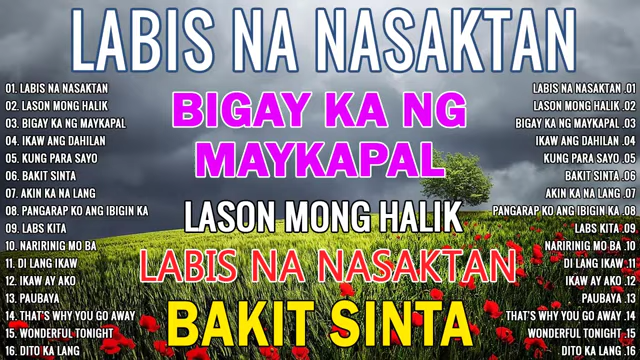 LABIS NA NASAKTAN
01. LABIS NA NASAKTAN
02. LASON MONG HALIK
03. BIGAY KA NG MAYKAPAL
04. IKAW ANG DAHILAN
05. KUNG PARA SAYO
06. BAKIT SINTA
07. AKIN KA NA LANG
08. PANGARAP KO ANG IBIGIN KA
09. LABS KITA
10. NARIRINIG MO BA
11. DI LANG IKAW
12. IKAW AY AKO
13. PAUBAYA
14. THAT'S WHY YOU GO AWAY
15. WONDERFUL TONIGHT
16. DITO KA LANG
BIGAY KA NG
MAYKAPAL
LASON MONG HALIK
LABIS NA NASAKTAN
BAKIT SINTA
LABIS NA NASAKTAN .01
LASON MONG HALIK .02
BIGAY KA NG MAYKAPAL .03
IKAW ANG DAHILAN .04
KUNG PARA SAYO .05
BAKIT SINTA .06
AKIN KA NA LANG .07
PANGARAP KO ANG IBIGIN KA .08
LABS KITA .09
NARIRINIG MO BA .10
DI LANG IKAW .11
IKAW AY AKO .12
PAUBAYA .13
THAT'S WHY YOU GO AWAY .14
WONDERFUL TONIGHT .15
DITO KA LANG .16